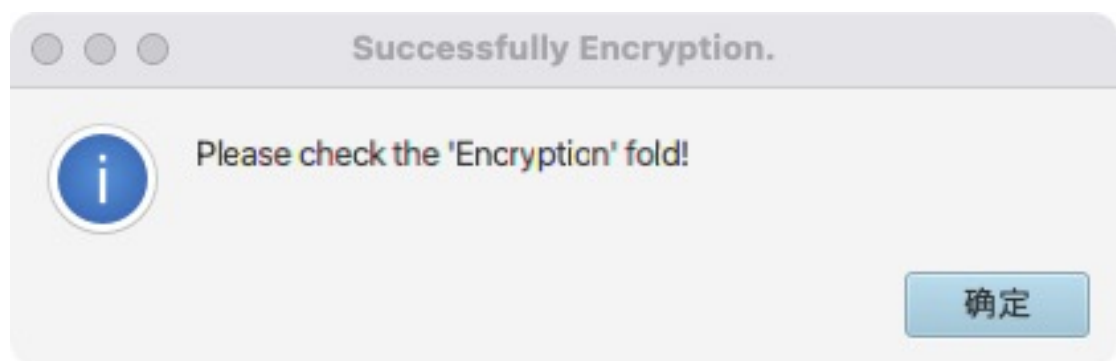 Successfully Encryption.
Please check the 'Encryption' fold!
确定